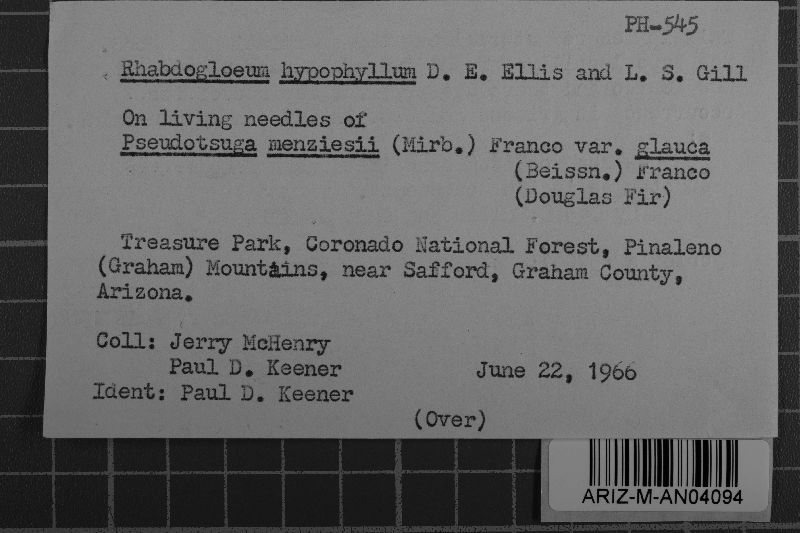 PH-545
Rhabdogloeum hypophyllum D. E. Ellis and L. S. Gill
On living needles of
Pseudotsuga menziesii (Mirb.) Franco var. glauca
(Beissn.) Franco
(Douglas Fir)
Treasure Park, Coronado National Forest, Pinaleno
(Graham) Mountains, near Safford, Graham County,
Arizona.
Coll: Jerry McHenry
Paul D. Keener June 22, 1966
Ident: Paul D. Keener
(Over)
ARIZ-M-AN04094